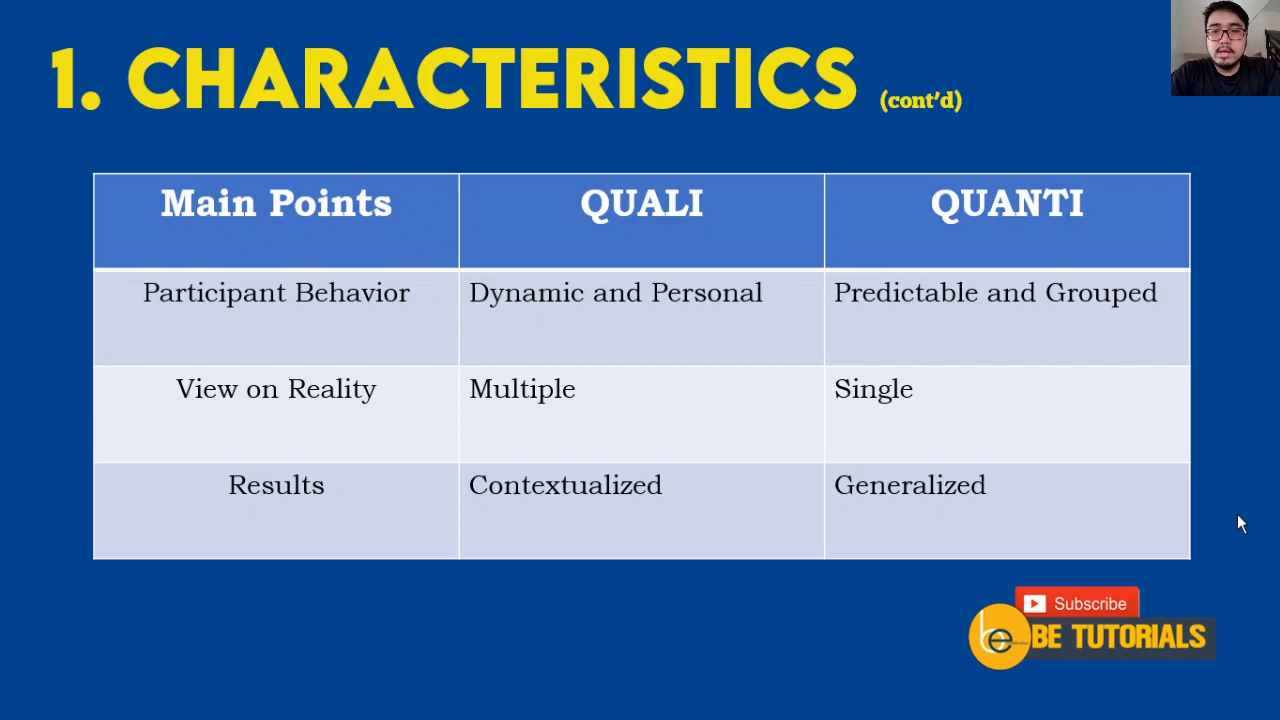 1. CHARACTERISTICS (cont'd)
Main Points QUALI QUANTI
Participant Behavior Dynamic and Personal Predictable and Grouped
View on Reality Multiple Single
Results Contextualized Generalized
Subscribe
be BE TUTORIALS